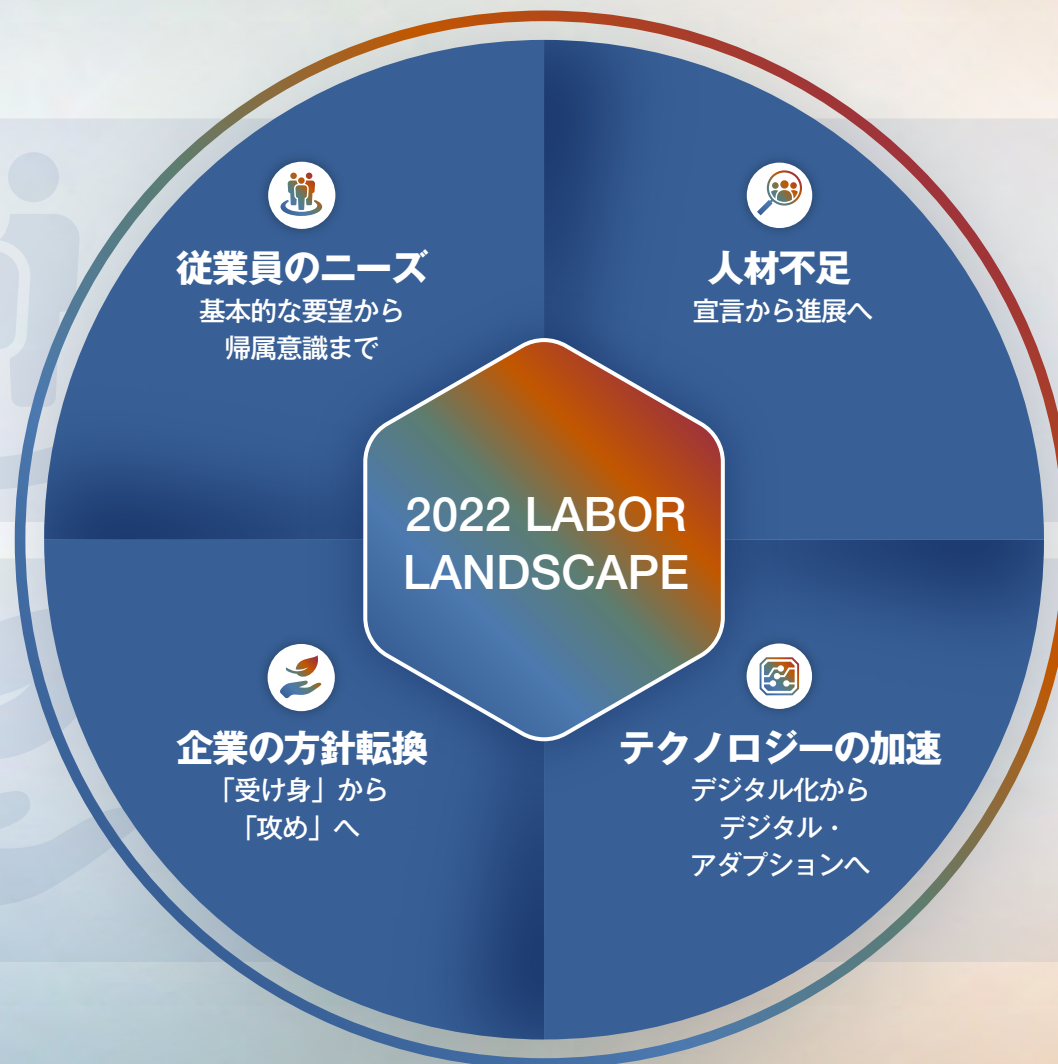 従業員のニーズ
基本的な要望から
帰属意識まで
人材不足
宣言から進展へ
2022 LABOR
LANDSCAPE
企業の方針転換
「受け身」から
「攻め」へ
テクノロジーの加速
デジタル化から
デジタル・
アダプションへ